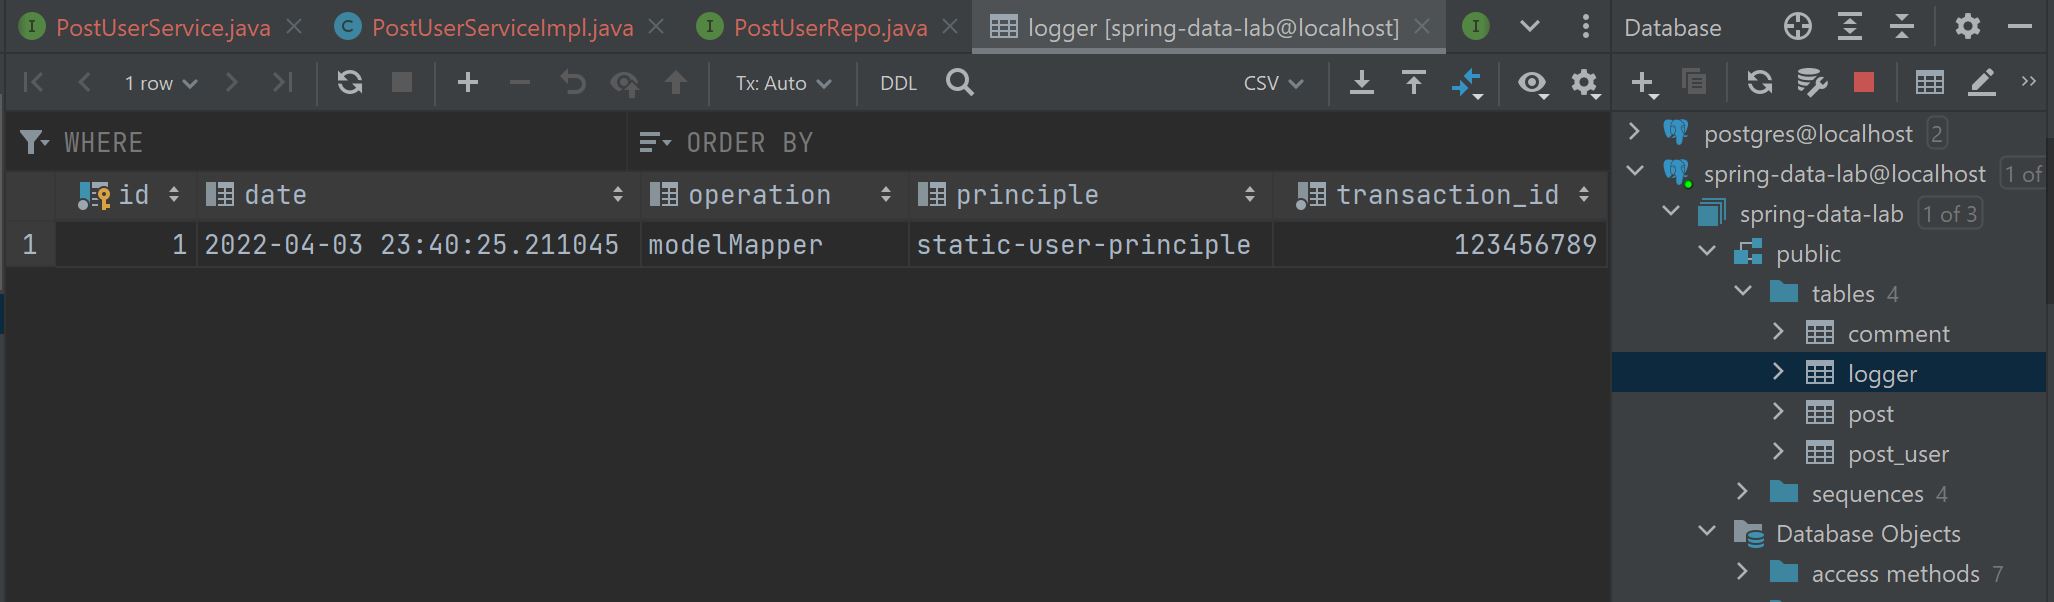 PostUserService.java PostUserServiceImpl.java PostUserRepo.java logger [spring-data-lab@localhost] Database
1 row Tx: Auto DDL CSV
WHERE ORDER BY
id date operation principle transaction_id
1 1 2022-04-03 23:40:25.211045 modelMapper static-user-principle 123456789
postgres@localhost 2
spring-data-lab@localhost 1 of
spring-data-lab 1 of 3
public
tables 4
comment
logger
post
post_user
sequences 4
Database Objects
access methods 7